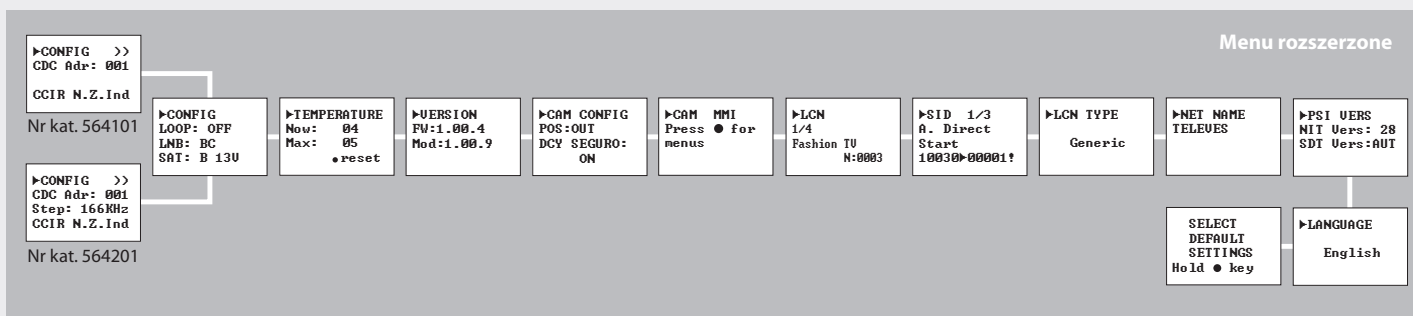 Menu rozszerzone
▶CONFIG >>
CDC Adr: 001
CCIR N.Z.Ind
Nr kat. 564101
▶CONFIG >>
CDC Adr: 001
Step: 166KHz
CCIR N.Z.Ind
Nr kat. 564201
▶CONFIG
LOOP: OFF
LNB: BC
SAT: B 13V
▶TEMPERATURE
Now: 04
Max: 05
●reset
▶VERSION
FW:1.00.4
Mod:1.00.9
▶CAM CONFIG
POS:OUT
DCY SEGURO:
ON
▶CAM MMI
Press ● for
menus
▶LCN
1/4
Fashion TV
N:0003
▶SID 1/3
A. Direct
Start
10030▶00001!
▶LCN TYPE
Generic
▶NET NAME
TELEVES
▶PSI VERS
NIT Vers: 28
SDT Vers:AUT
▶LANGUAGE
English
SELECT
DEFAULT
SETTINGS
Hold ● key